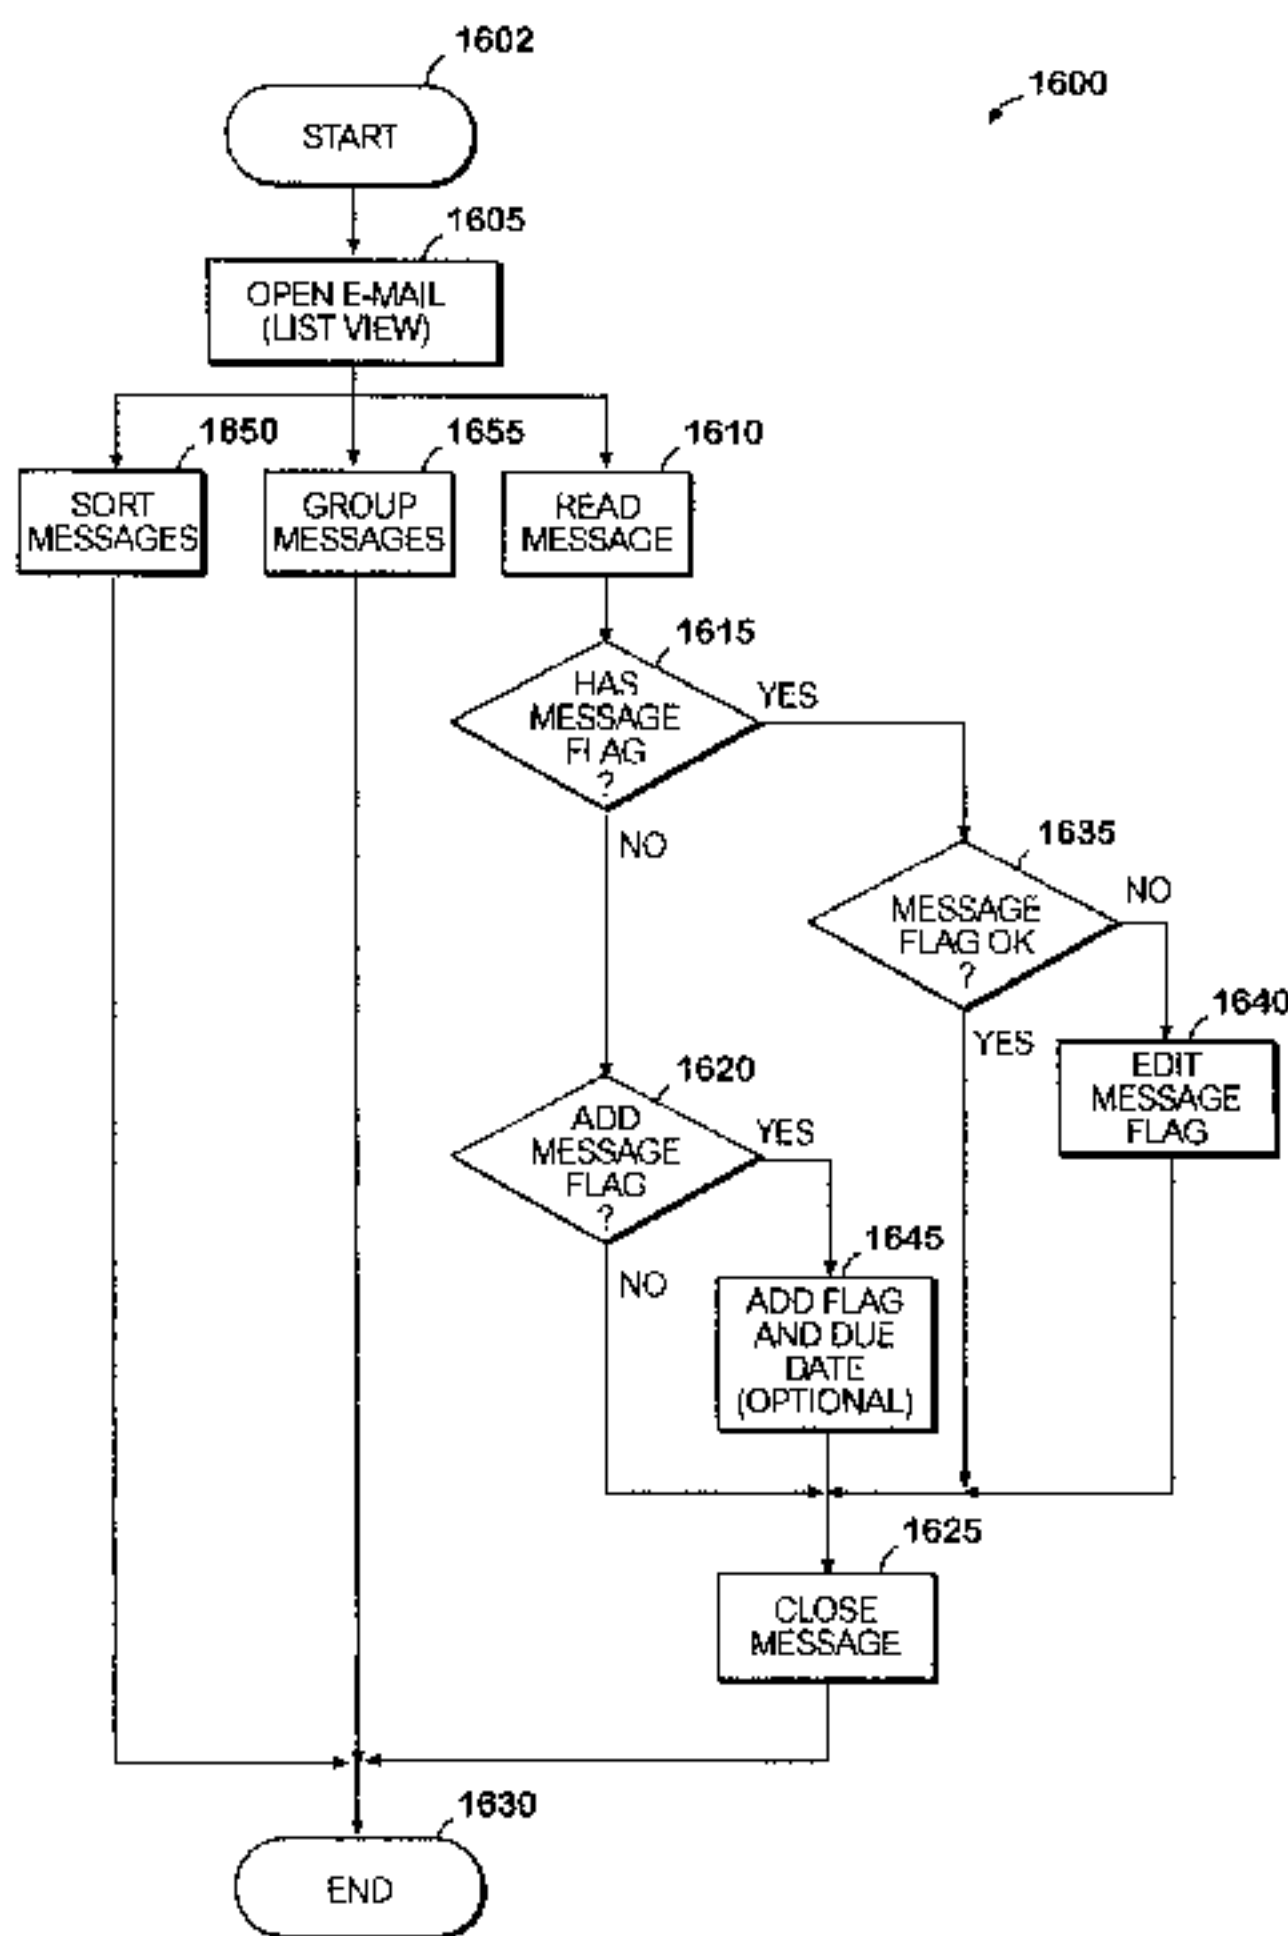 1602
START
1600
1605
OPEN E-MAIL
(LIST VIEW)
1650
SORT
MESSAGES
1655
GROUP
MESSAGES
1610
READ
MESSAGE
1615
HAS
MESSAGE
FLAG
?
YES
NO
1635
MESSAGE
FLAG OK
?
NO
YES
1640
EDIT
MESSAGE
FLAG
1620
ADD
MESSAGE
FLAG
?
YES
NO
1645
ADD FLAG
AND DUE
DATE
(OPTIONAL)
1625
CLOSE
MESSAGE
1630
END